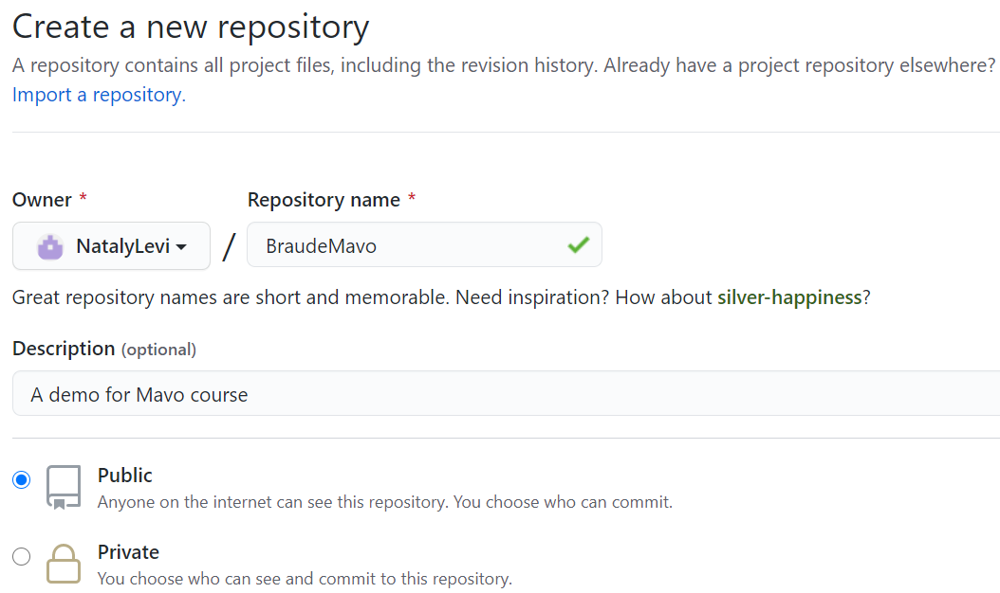 Create a new repository
A repository contains all project files, including the revision history. Already have a project repository elsewhere?
Import a repository.
Owner * Repository name *
NatalyLevi / BraudeMavo
Great repository names are short and memorable. Need inspiration? How about silver-happiness?
Description (optional)
A demo for Mavo course
Public
Anyone on the internet can see this repository. You choose who can commit.
Private
You choose who can see and commit to this repository.